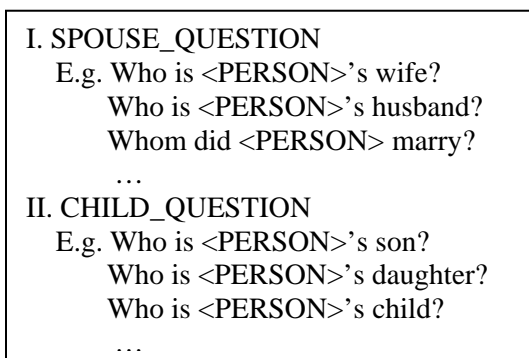 I. SPOUSE_QUESTION
E.g. Who is <PERSON>’s wife?
Who is <PERSON>’s husband?
Whom did <PERSON> marry?
…
II. CHILD_QUESTION
E.g. Who is <PERSON>’s son?
Who is <PERSON>’s daughter?
Who is <PERSON>’s child?
…